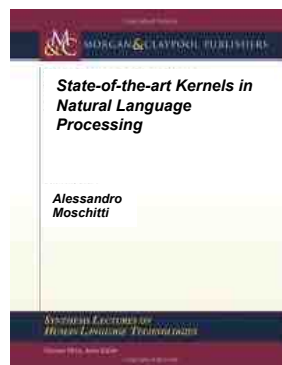 MORGAN & CLAYPOOL PUBLISHERS
State-of-the-art Kernels in
Natural Language
Processing
Alessandro
Moschitti
SYNTHESIS LECTURES ON
HUMAN LANGUAGE TECHNOLOGIES